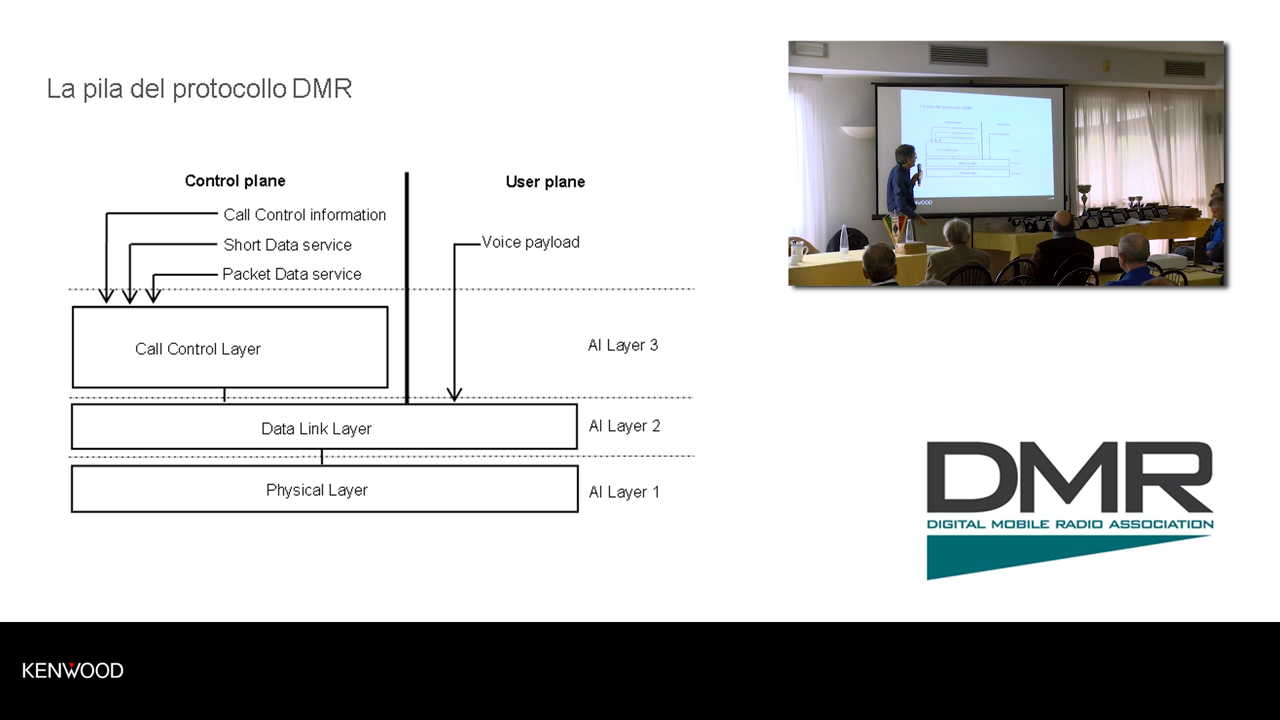 La pila del protocollo DMR
Control plane
User plane
Call Control information
Short Data service
Voice payload
Packet Data service
Call Control Layer
AI Layer 3
Data Link Layer
AI Layer 2
Physical Layer
AI Layer 1
DMR
DIGITAL MOBILE RADIO ASSOCIATION
KENWOOD